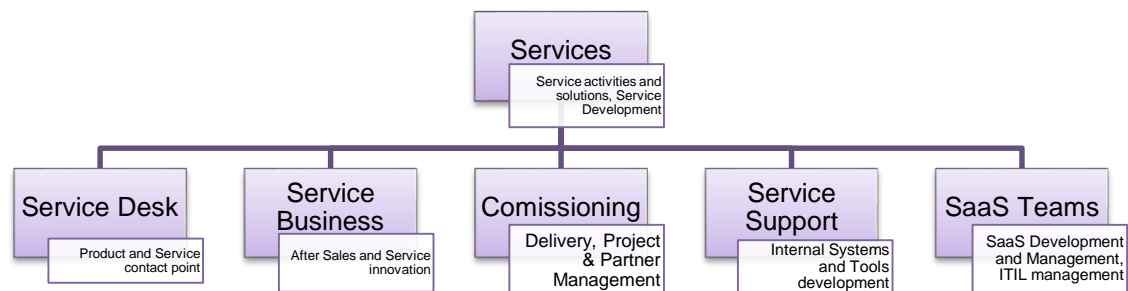 Services
Service activities and
solutions, Service
Development
Service Desk
Product and Service
contact point
Service
Business
After Sales and Service
innovation
Comissioning
Delivery, Project
& Partner
Management
Service
Support
Internal Systems
and Tools
development
SaaS Teams
SaaS Development
and Management,
ITIL management